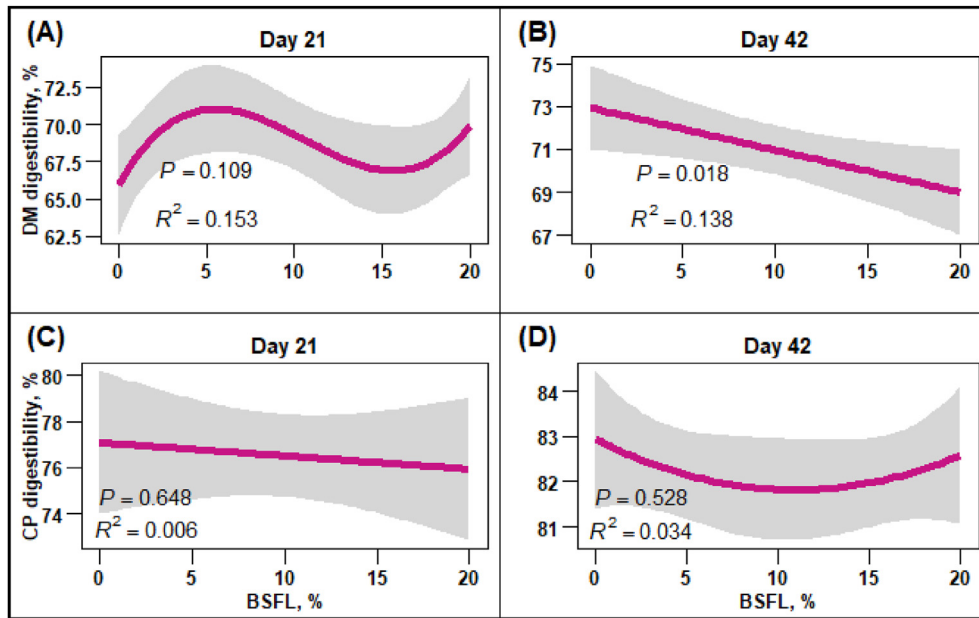 (A)
Day 21
DM digestibility, %
72.5
70.0
67.5
65.0
62.5
P = 0.109
R² = 0.153
0 5 10 15 20
(B)
Day 42
75
73
71
69
67
P = 0.018
R² = 0.138
0 5 10 15 20
(C)
Day 21
CP digestibility, %
80
78
76
74
P = 0.648
R² = 0.006
0 5 10 15 20
BSFL, %
(D)
Day 42
84
83
82
81
P = 0.528
R² = 0.034
0 5 10 15 20
BSFL, %